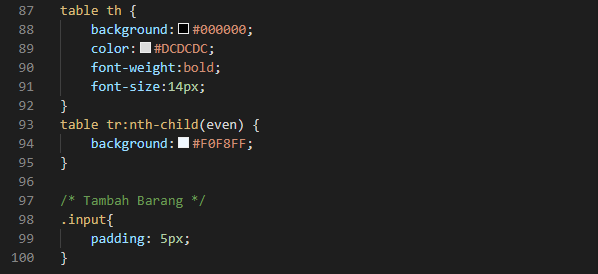 87 table th {
88 background: #000000;
89 color: #DCDCDC;
90 font-weight:bold;
91 font-size:14px;
92 }
93 table tr:nth-child(even) {
94 background: #F0F8FF;
95 }
96
97 /* Tambah Barang */
98 .input{
99 padding: 5px;
100 }